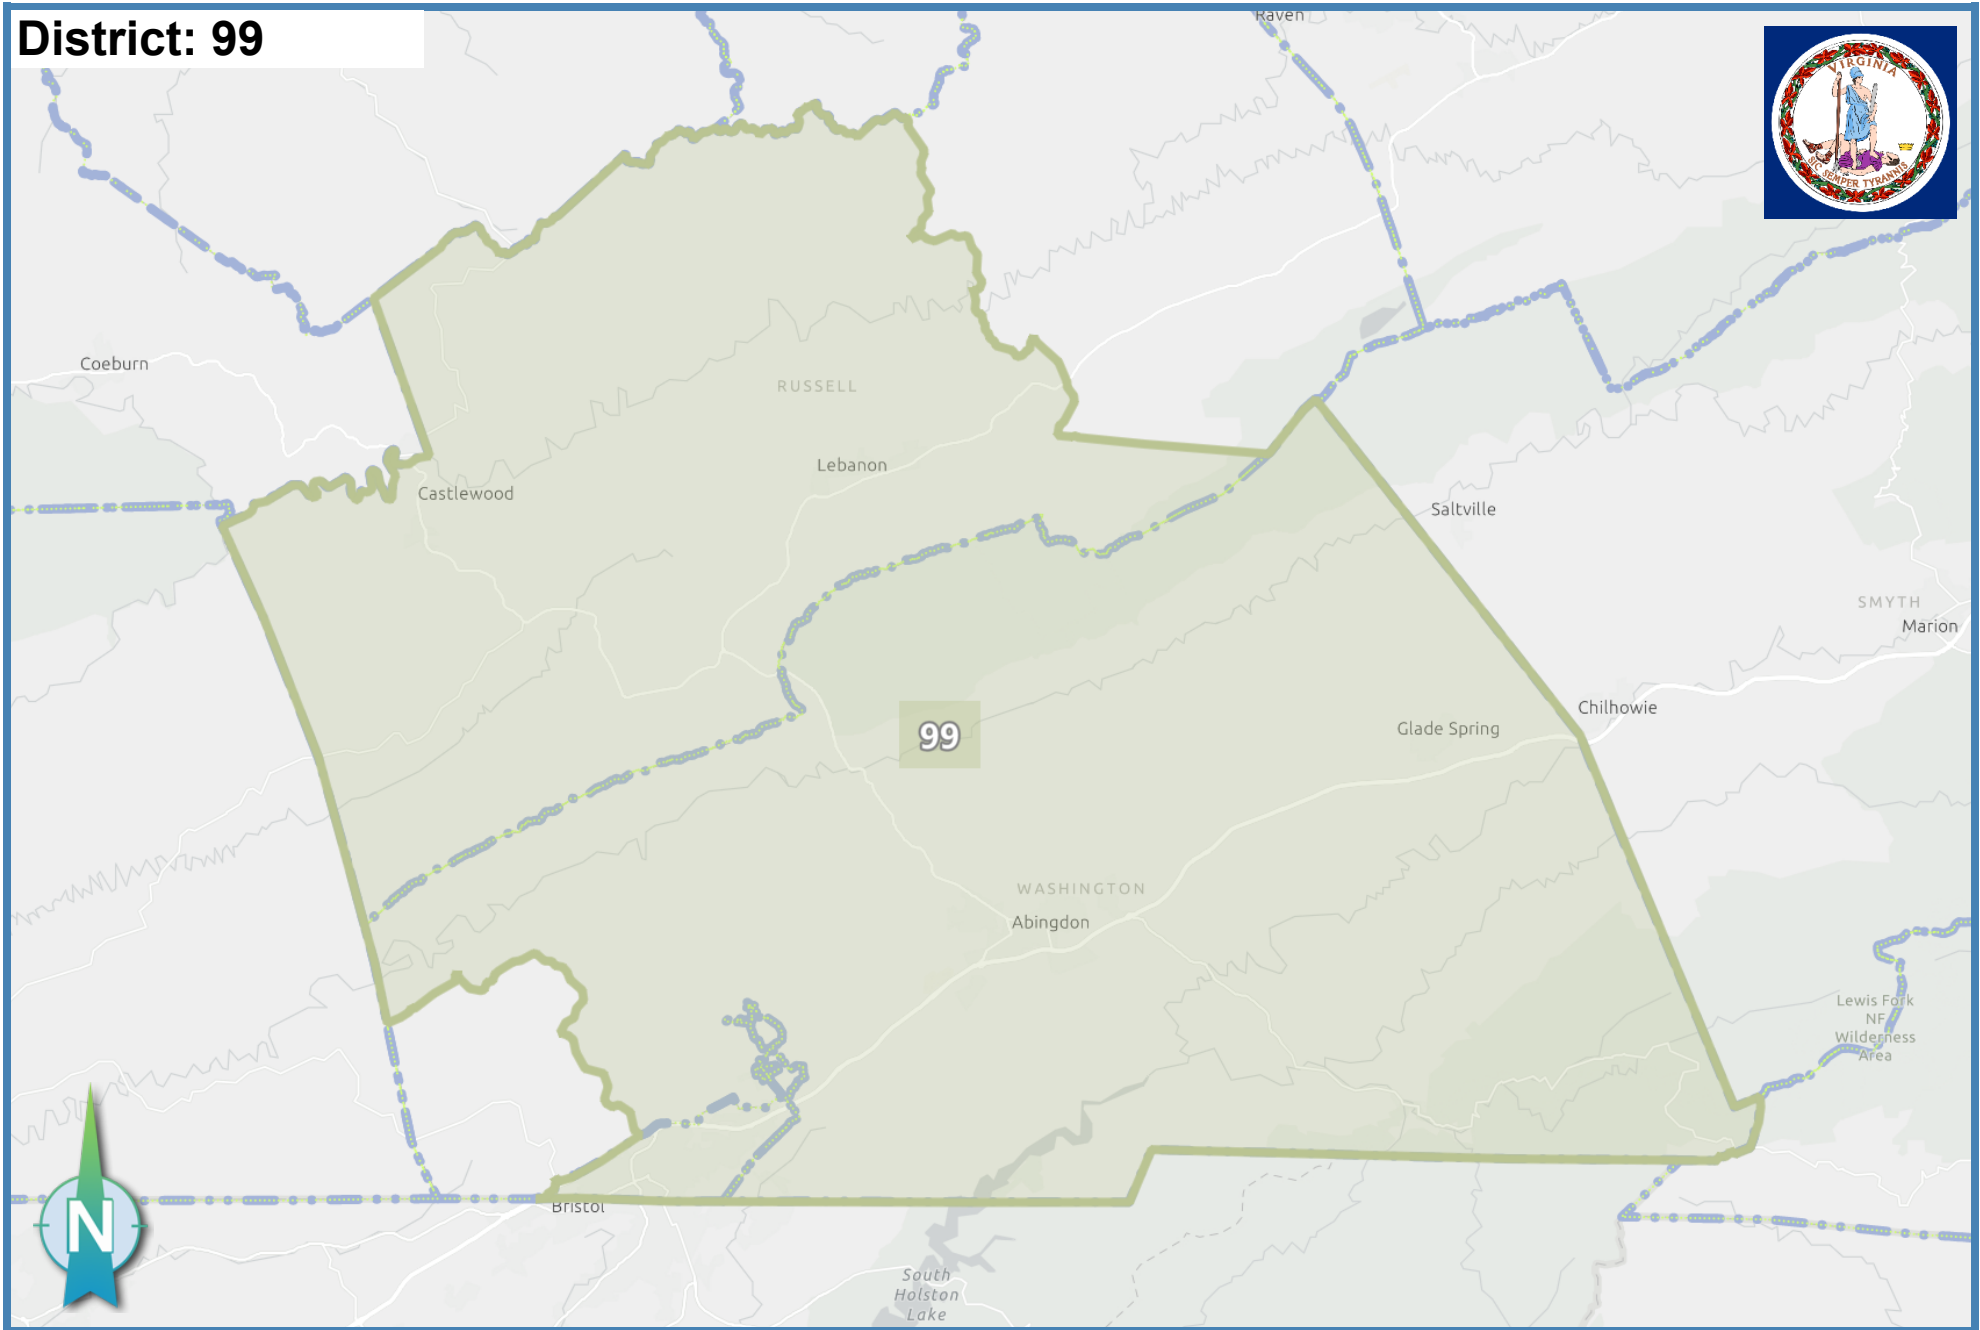 District: 99
Raven
VIRGINIA
SIC SEMPER TYRANNIS
Coeburn
RUSSELL
Lebanon
Castlewood
Saltville
SMYTH
Marion
Chilhowie
Glade Spring
99
WASHINGTON
Abingdon
Lewis Fork
NF
Wilderness
Area
N
Bristol
South
Holston
Lake